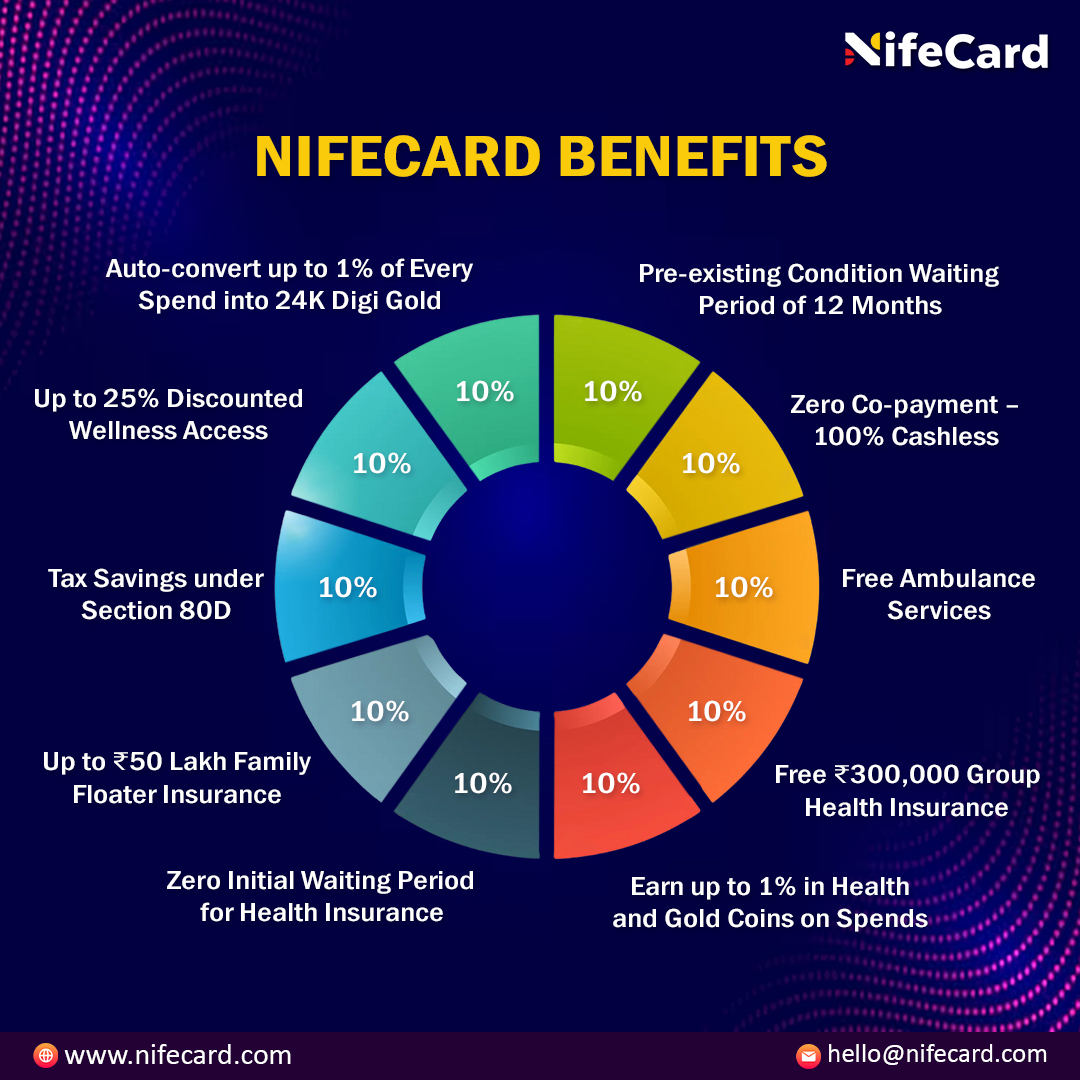 NifeCard
NIFECARD BENEFITS
Auto-convert up to 1% of Every
Spend into 24K Digi Gold
Pre-existing Condition Waiting
Period of 12 Months
10%
10%
Up to 25% Discounted
Wellness Access
Zero Co-payment –
100% Cashless
10%
10%
Tax Savings under
Section 80D
10%
10%
Free Ambulance
Services
10%
10%
Up to ₹50 Lakh Family
Floater Insurance
Free ₹300,000 Group
Health Insurance
10%
10%
Zero Initial Waiting Period
for Health Insurance
Earn up to 1% in Health
and Gold Coins on Spends
www.nifecard.com
hello@nifecard.com